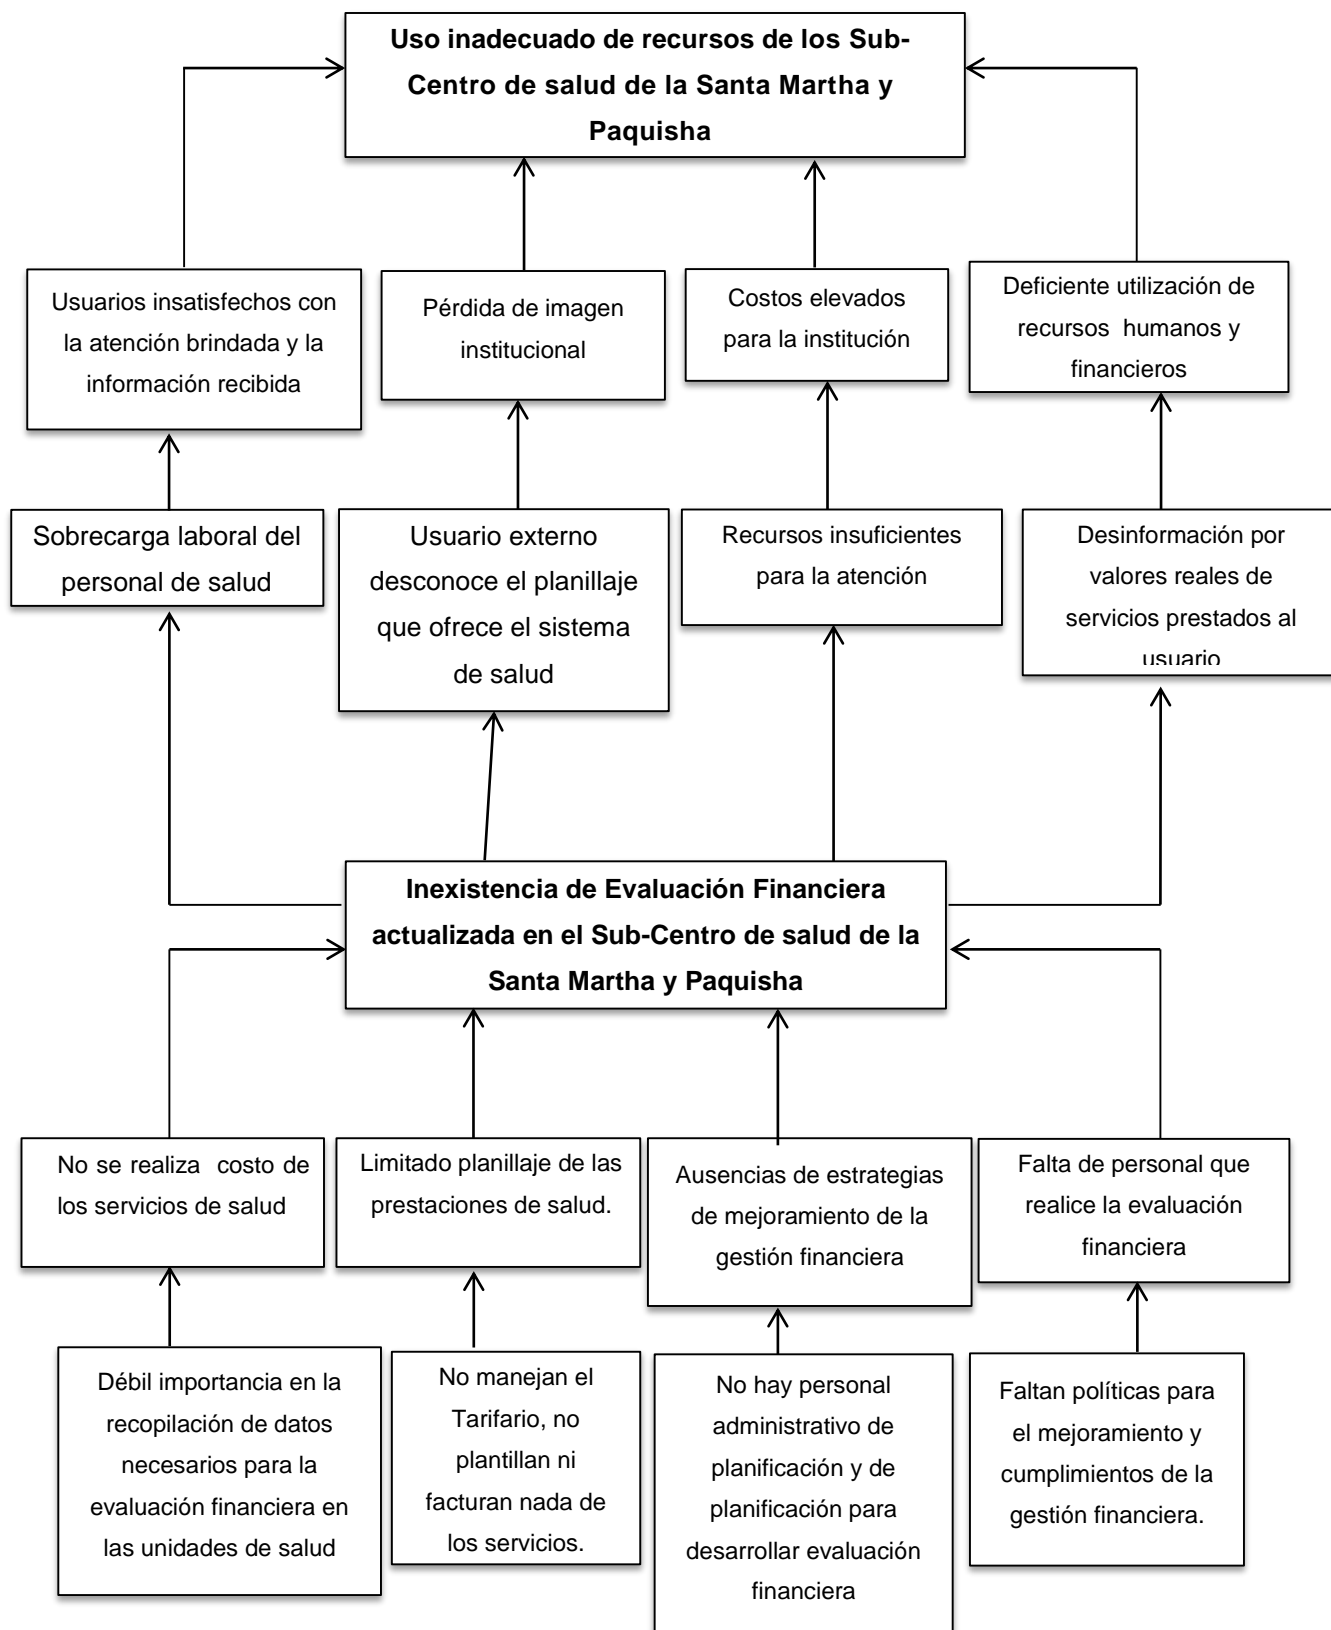 Uso inadecuado de recursos de los Sub-
Centro de salud de la Santa Martha y
Paquisha
Usuarios insatisfechos con
la atención brindada y la
información recibida
Pérdida de imagen
institucional
Costos elevados
para la institución
Deficiente utilización de
recursos humanos y
financieros
Sobrecarga laboral del
personal de salud
Usuario externo
desconoce el planillaje
que ofrece el sistema
de salud
Recursos insuficientes
para la atención
Desinformación por
valores reales de
servicios prestados al
usuario
Inexistencia de Evaluación Financiera
actualizada en el Sub-Centro de salud de la
Santa Martha y Paquisha
No se realiza costo de
los servicios de salud
Limitado planillaje de las
prestaciones de salud.
Ausencias de estrategias
de mejoramiento de la
gestión financiera
Falta de personal que
realice la evaluación
financiera
Débil importancia en la
recopilación de datos
necesarios para la
evaluación financiera en
las unidades de salud
No manejan el
Tarifario, no
plantillan ni
facturan nada de
los servicios.
No hay personal
administrativo de
planificación y de
planificación para
desarrollar evaluación
financiera
Faltan políticas para
el mejoramiento y
cumplimientos de la
gestión financiera.